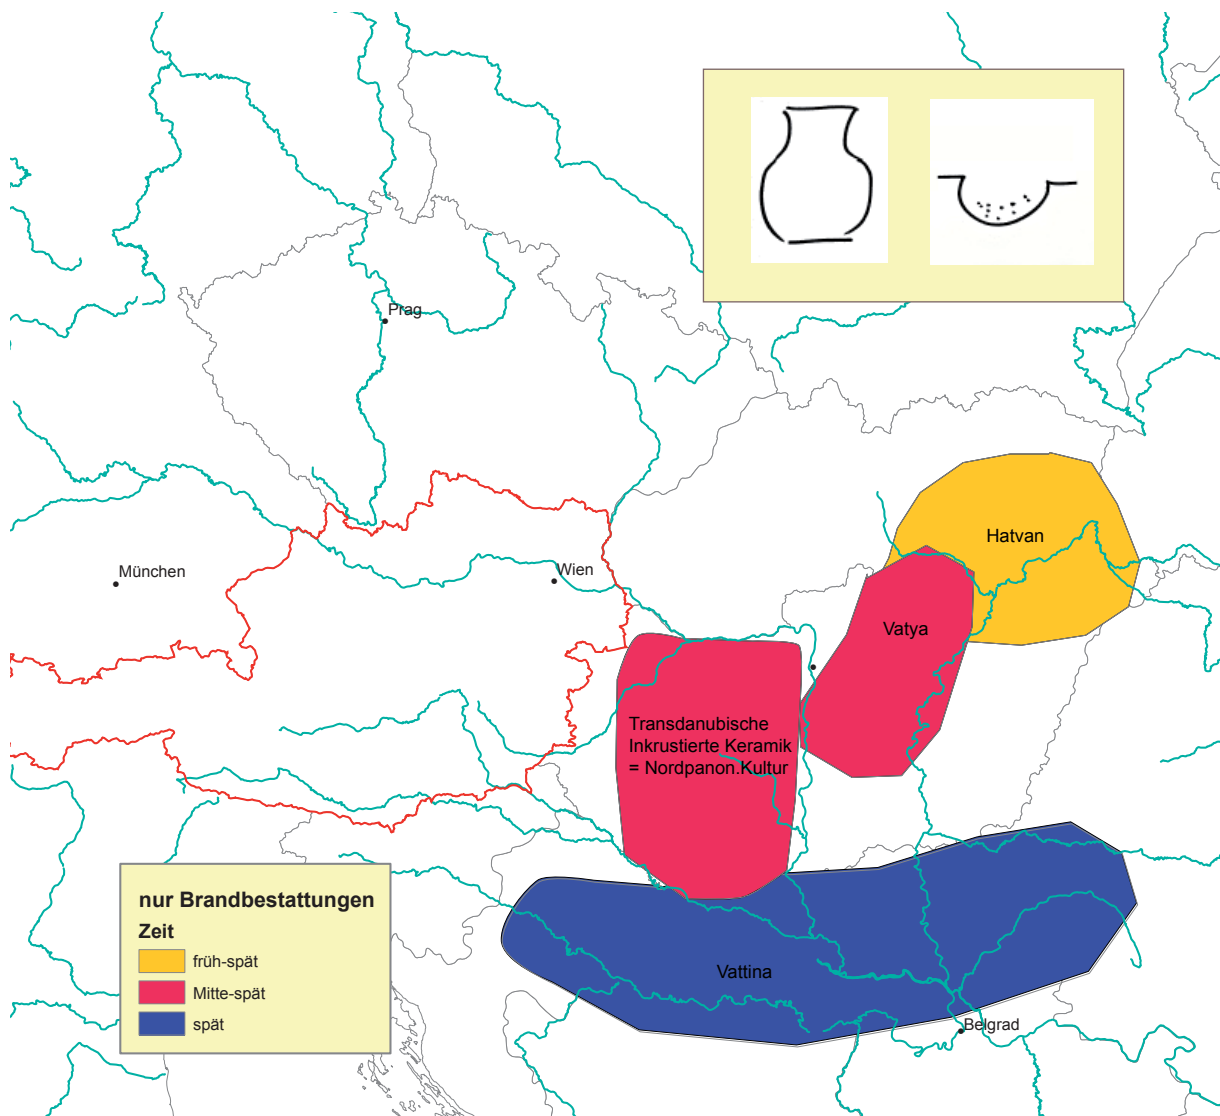 Prag
Hatvan
München
Wien
Vatya
Transdanubische
Inkrustierte Keramik
= Nordpanon.Kultur
nur Brandbestattungen
Zeit
früh-spät
Mitte-spät
spät
Vattina
Belgrad